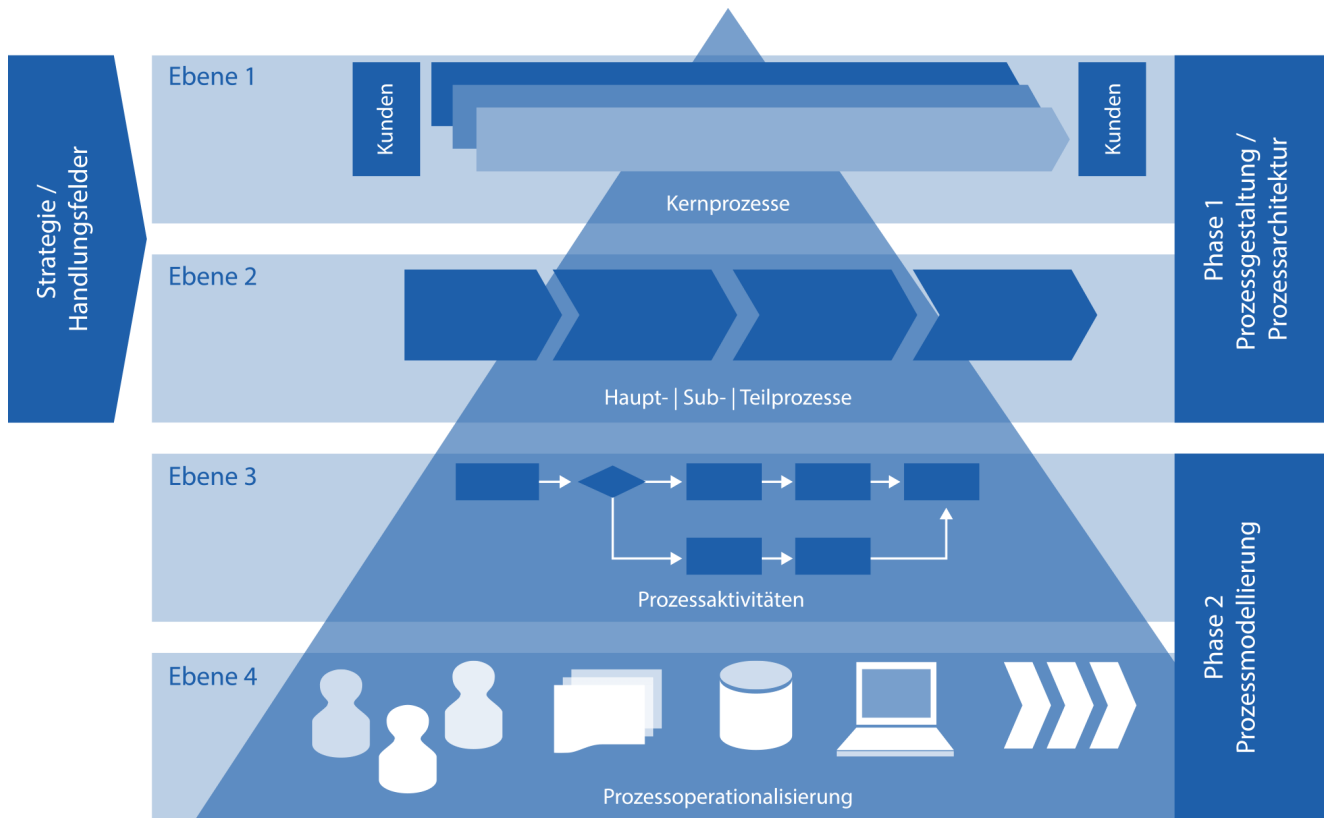 Strategie /
Handlungsfelder
Ebene 1
Kunden
Kunden
Kernprozesse
Ebene 2
Haupt- | Sub- | Teilprozesse
Phase 1
Prozessgestaltung /
Prozessarchitektur
Ebene 3
Prozessaktivitäten
Ebene 4
Prozessoperationalisierung
Phase 2
Prozessmodellierung